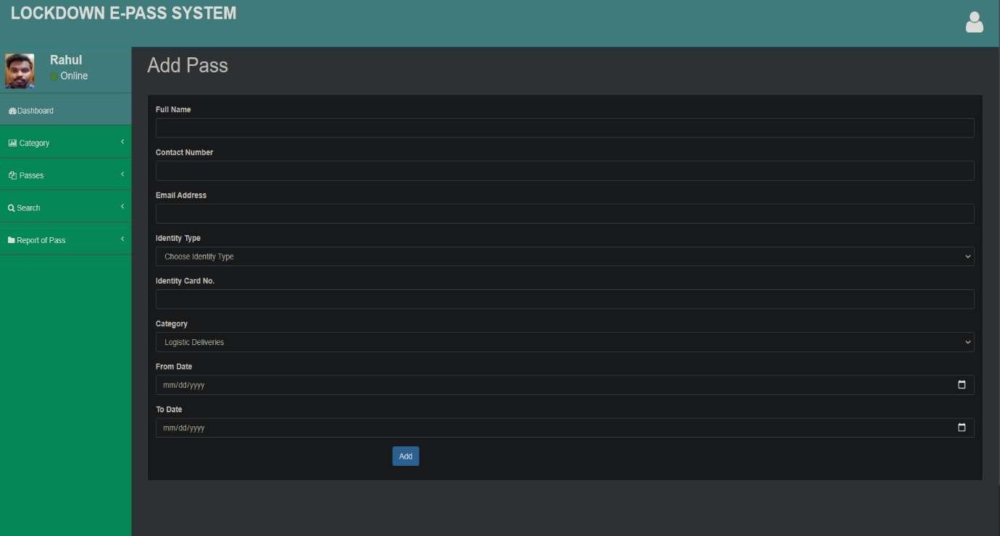 LOCKDOWN E-PASS SYSTEM
Rahul
Online
Dashboard
Category
Passes
Search
Report of Pass
Add Pass
Full Name
Contact Number
Email Address
Identity Type
Choose Identity Type
Identity Card No.
Category
Logistic Deliveries
From Date
mm/dd/yyyy
To Date
mm/dd/yyyy
Add